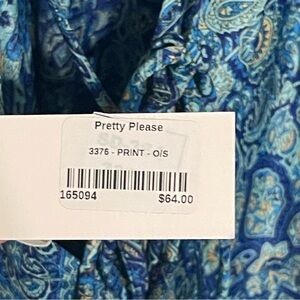 Pretty Please
3376 - PRINT - O/S
165094 $64.00